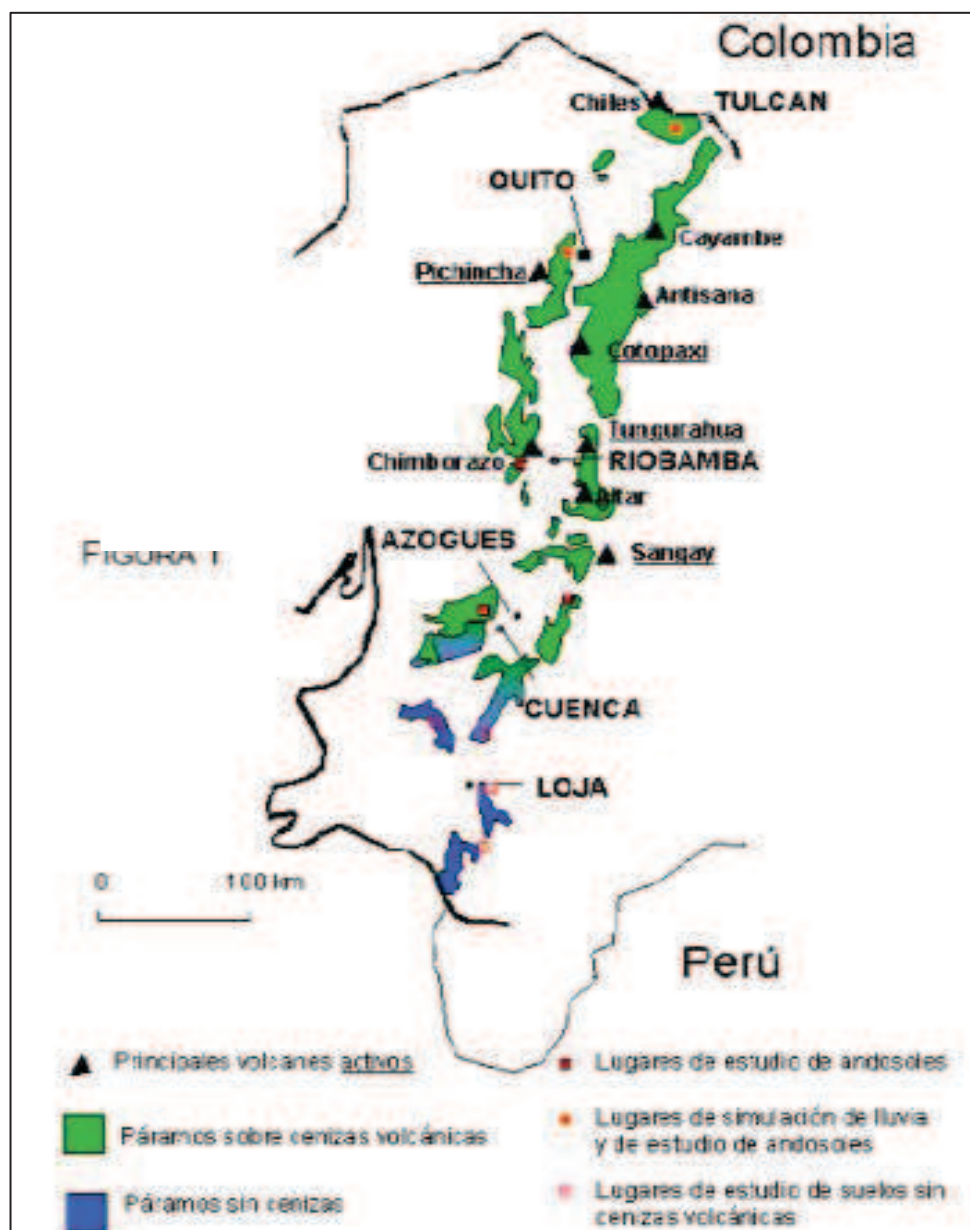 Colombia
Chiles
TULCAN
QUITO
Cayambe
Pichincha
Antisana
Cotopaxi
Tungurahua
Chimborazo
RIOBAMBA
Altar
AZOGUES
FIGURA 1
Sangay
CUENCA
LOJA
0 100 km
Perú
Principales volcanes activos
Páramos sobre cenizas volcánicas
Páramos sin cenizas
Lugares de estudio de andosoles
Lugares de simulación de lluvia
y de estudio de andosoles
Lugares de estudio de suelos sin
cenizas volcánicas